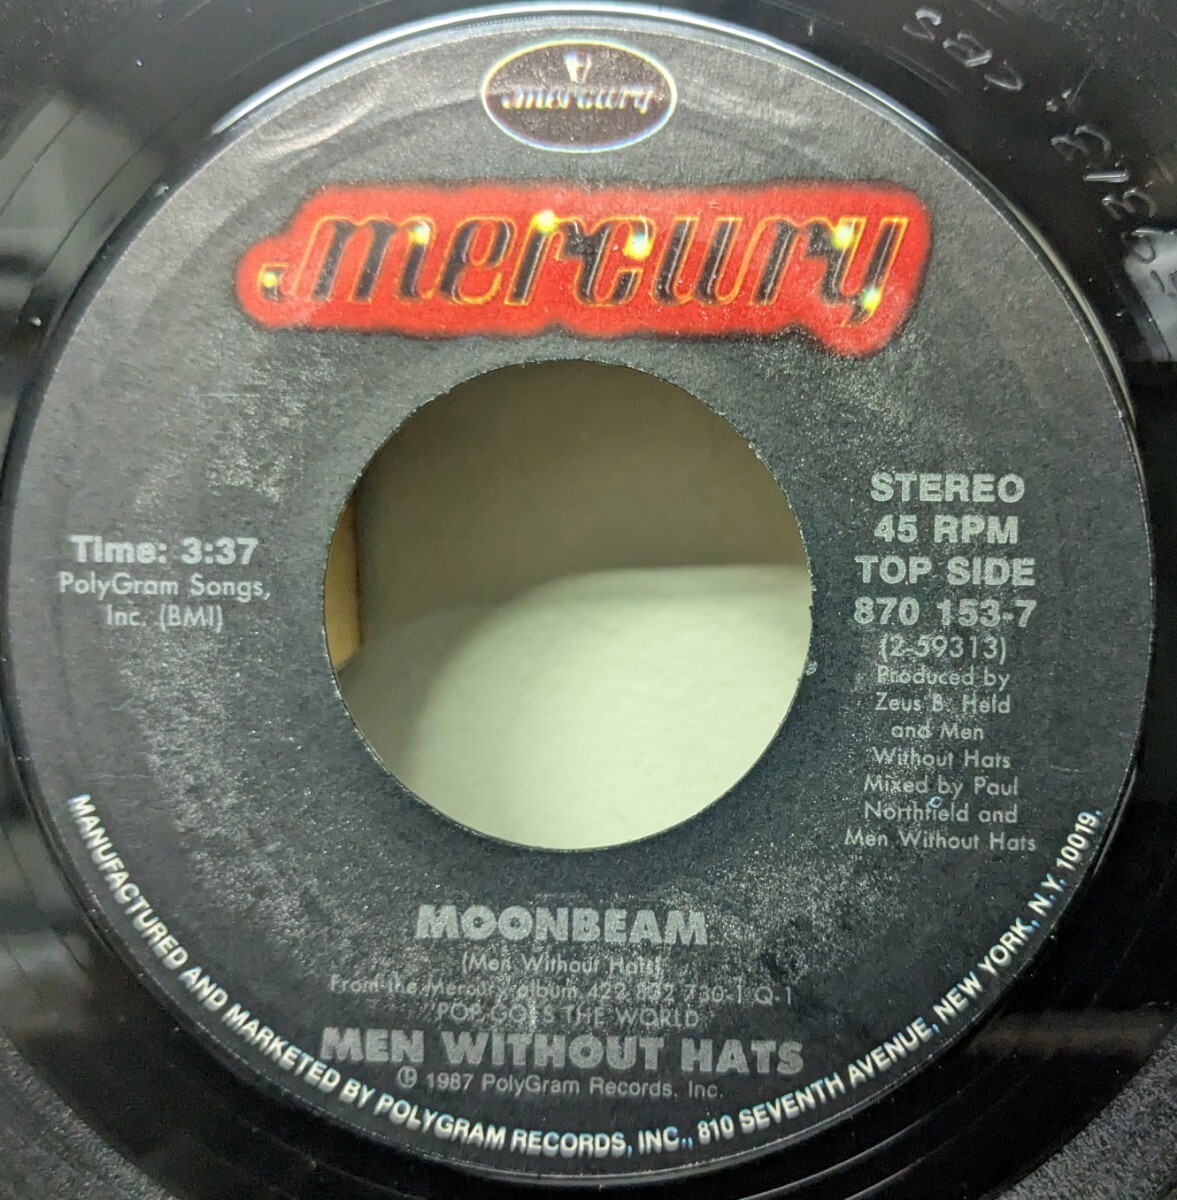 mercury
mercury
STEREO
45 RPM
TOP SIDE
870 153-7
(2-59313)
Produced by
Zeus B. Held
and Men
Without Hats
Mixed by Paul
Northfield and
Men Without Hats
Time: 3:37
PolyGram Songs,
Inc. (BMI)
MOONBEAM
(Men Without Hats)
From the Mercury album 422 832 730-1 Q-1
POP GOES THE WORLD
MEN WITHOUT HATS
℗ 1987 PolyGram Records, Inc.
MANUFACTURED AND MARKETED BY POLYGRAM RECORDS, INC., 810 SEVENTH AVENUE, NEW YORK, N.Y. 10019.